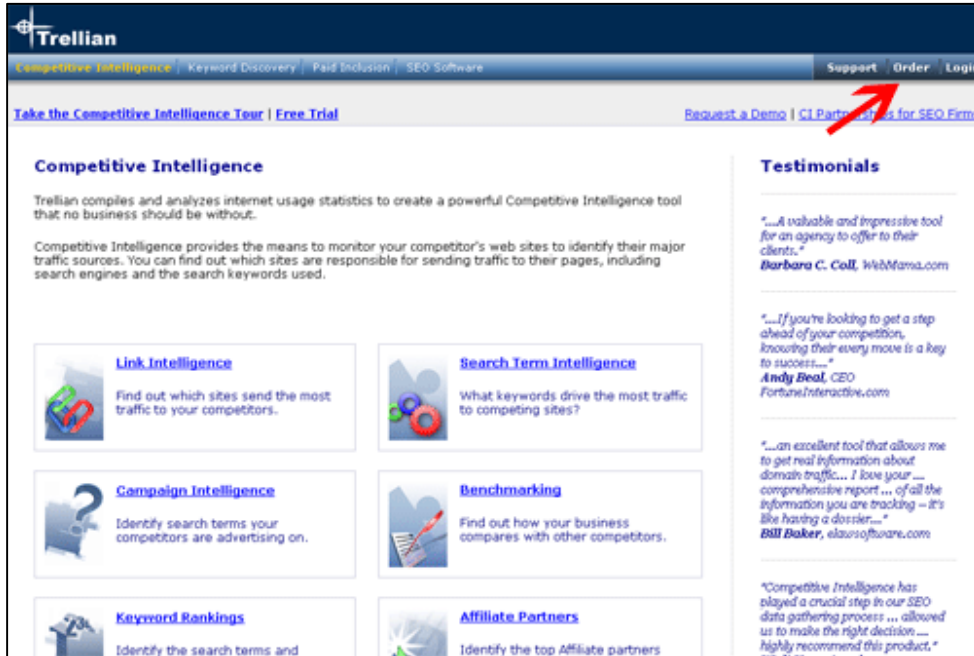 Trellian
Competitive Intelligence Keyword Discovery Paid Inclusion SEO Software
Support Order Login
Take the Competitive Intelligence Tour | Free Trial
Request a Demo | CI Partnerships for SEO Firm
Competitive Intelligence
Trellian compiles and analyzes internet usage statistics to create a powerful Competitive Intelligence tool
that no business should be without.
Competitive Intelligence provides the means to monitor your competitor's web sites to identify their major
traffic sources. You can find out which sites are responsible for sending traffic to their pages, including
search engines and the search keywords used.
Link Intelligence
Find out which sites send the most
traffic to your competitors.
Search Term Intelligence
What keywords drive the most traffic
to competing sites?
Campaign Intelligence
Identify search terms your
competitors are advertising on.
Benchmarking
Find out how your business
compares with other competitors.
Keyword Rankings
Identify the search terms and
Affiliate Partners
Identify the top Affiliate partners
Testimonials
"....A valuable and impressive tool
for an agency to offer to their
clients."
Barbara C. Coll, WebMama.com
"....If you're looking to get a step
ahead of your competition,
knowing their every move is a key
to success...."
Andy Beal, CEO
FortuneInteractive.com
"....an excellent tool that allows me
to get real information about
domain traffic... I love your ....
comprehensive report ... of all the
information you are tracking – it's
like having a dossier...."
Bill Baker, elawsoftware.com
"Competitive Intelligence has
played a crucial step in our SEO
data gathering process ... allowed
us to make the right decision ....
highly recommend this product."